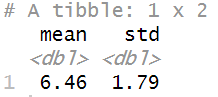 # A tibble: 1 x 2
mean std
<dbl> <dbl>
1 6.46 1.79